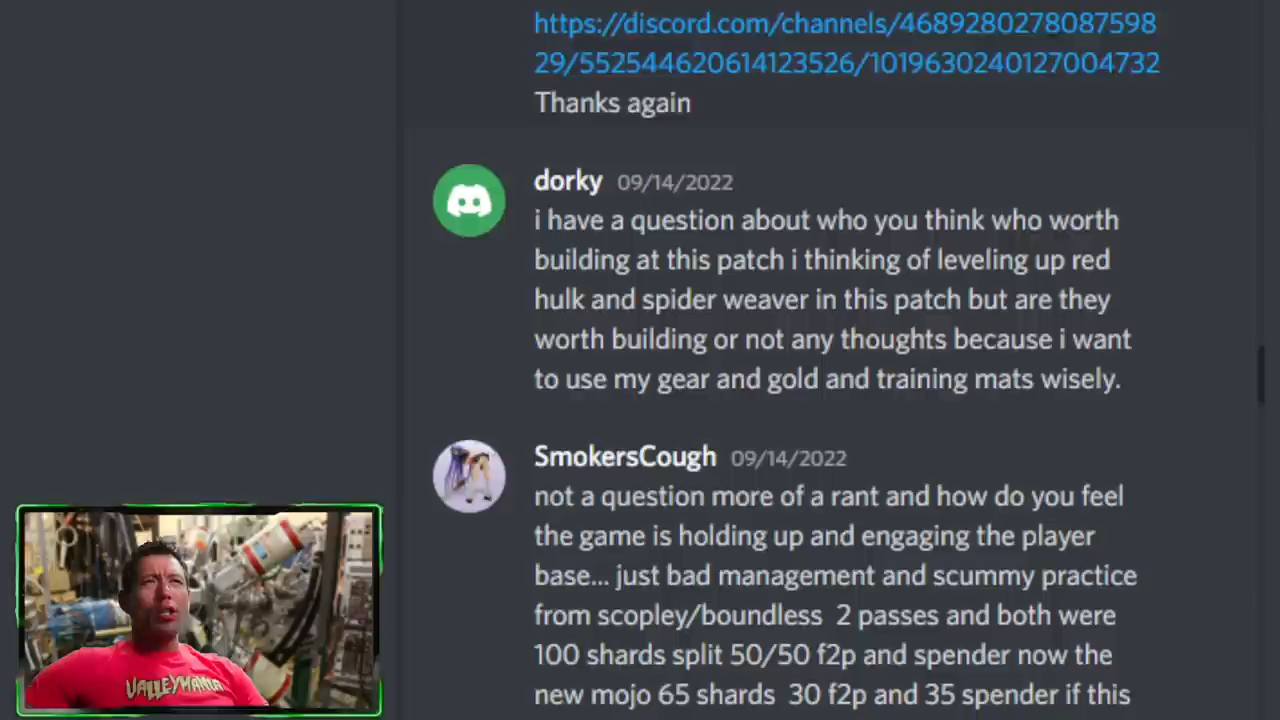 https://discord.com/channels/4689280278087598
29/552544620614123526/1019630240127004732
Thanks again
dorky 09/14/2022
i have a question about who you think who worth
building at this patch i thinking of leveling up red
hulk and spider weaver in this patch but are they
worth building or not any thoughts because i want
to use my gear and gold and training mats wisely.
SmokersCough 09/14/2022
not a question more of a rant and how do you feel
the game is holding up and engaging the player
base... just bad management and scummy practice
from scopley/boundless 2 passes and both were
100 shards split 50/50 f2p and spender now the
new mojo 65 shards 30 f2p and 35 spender if this
VALLEYMANIA